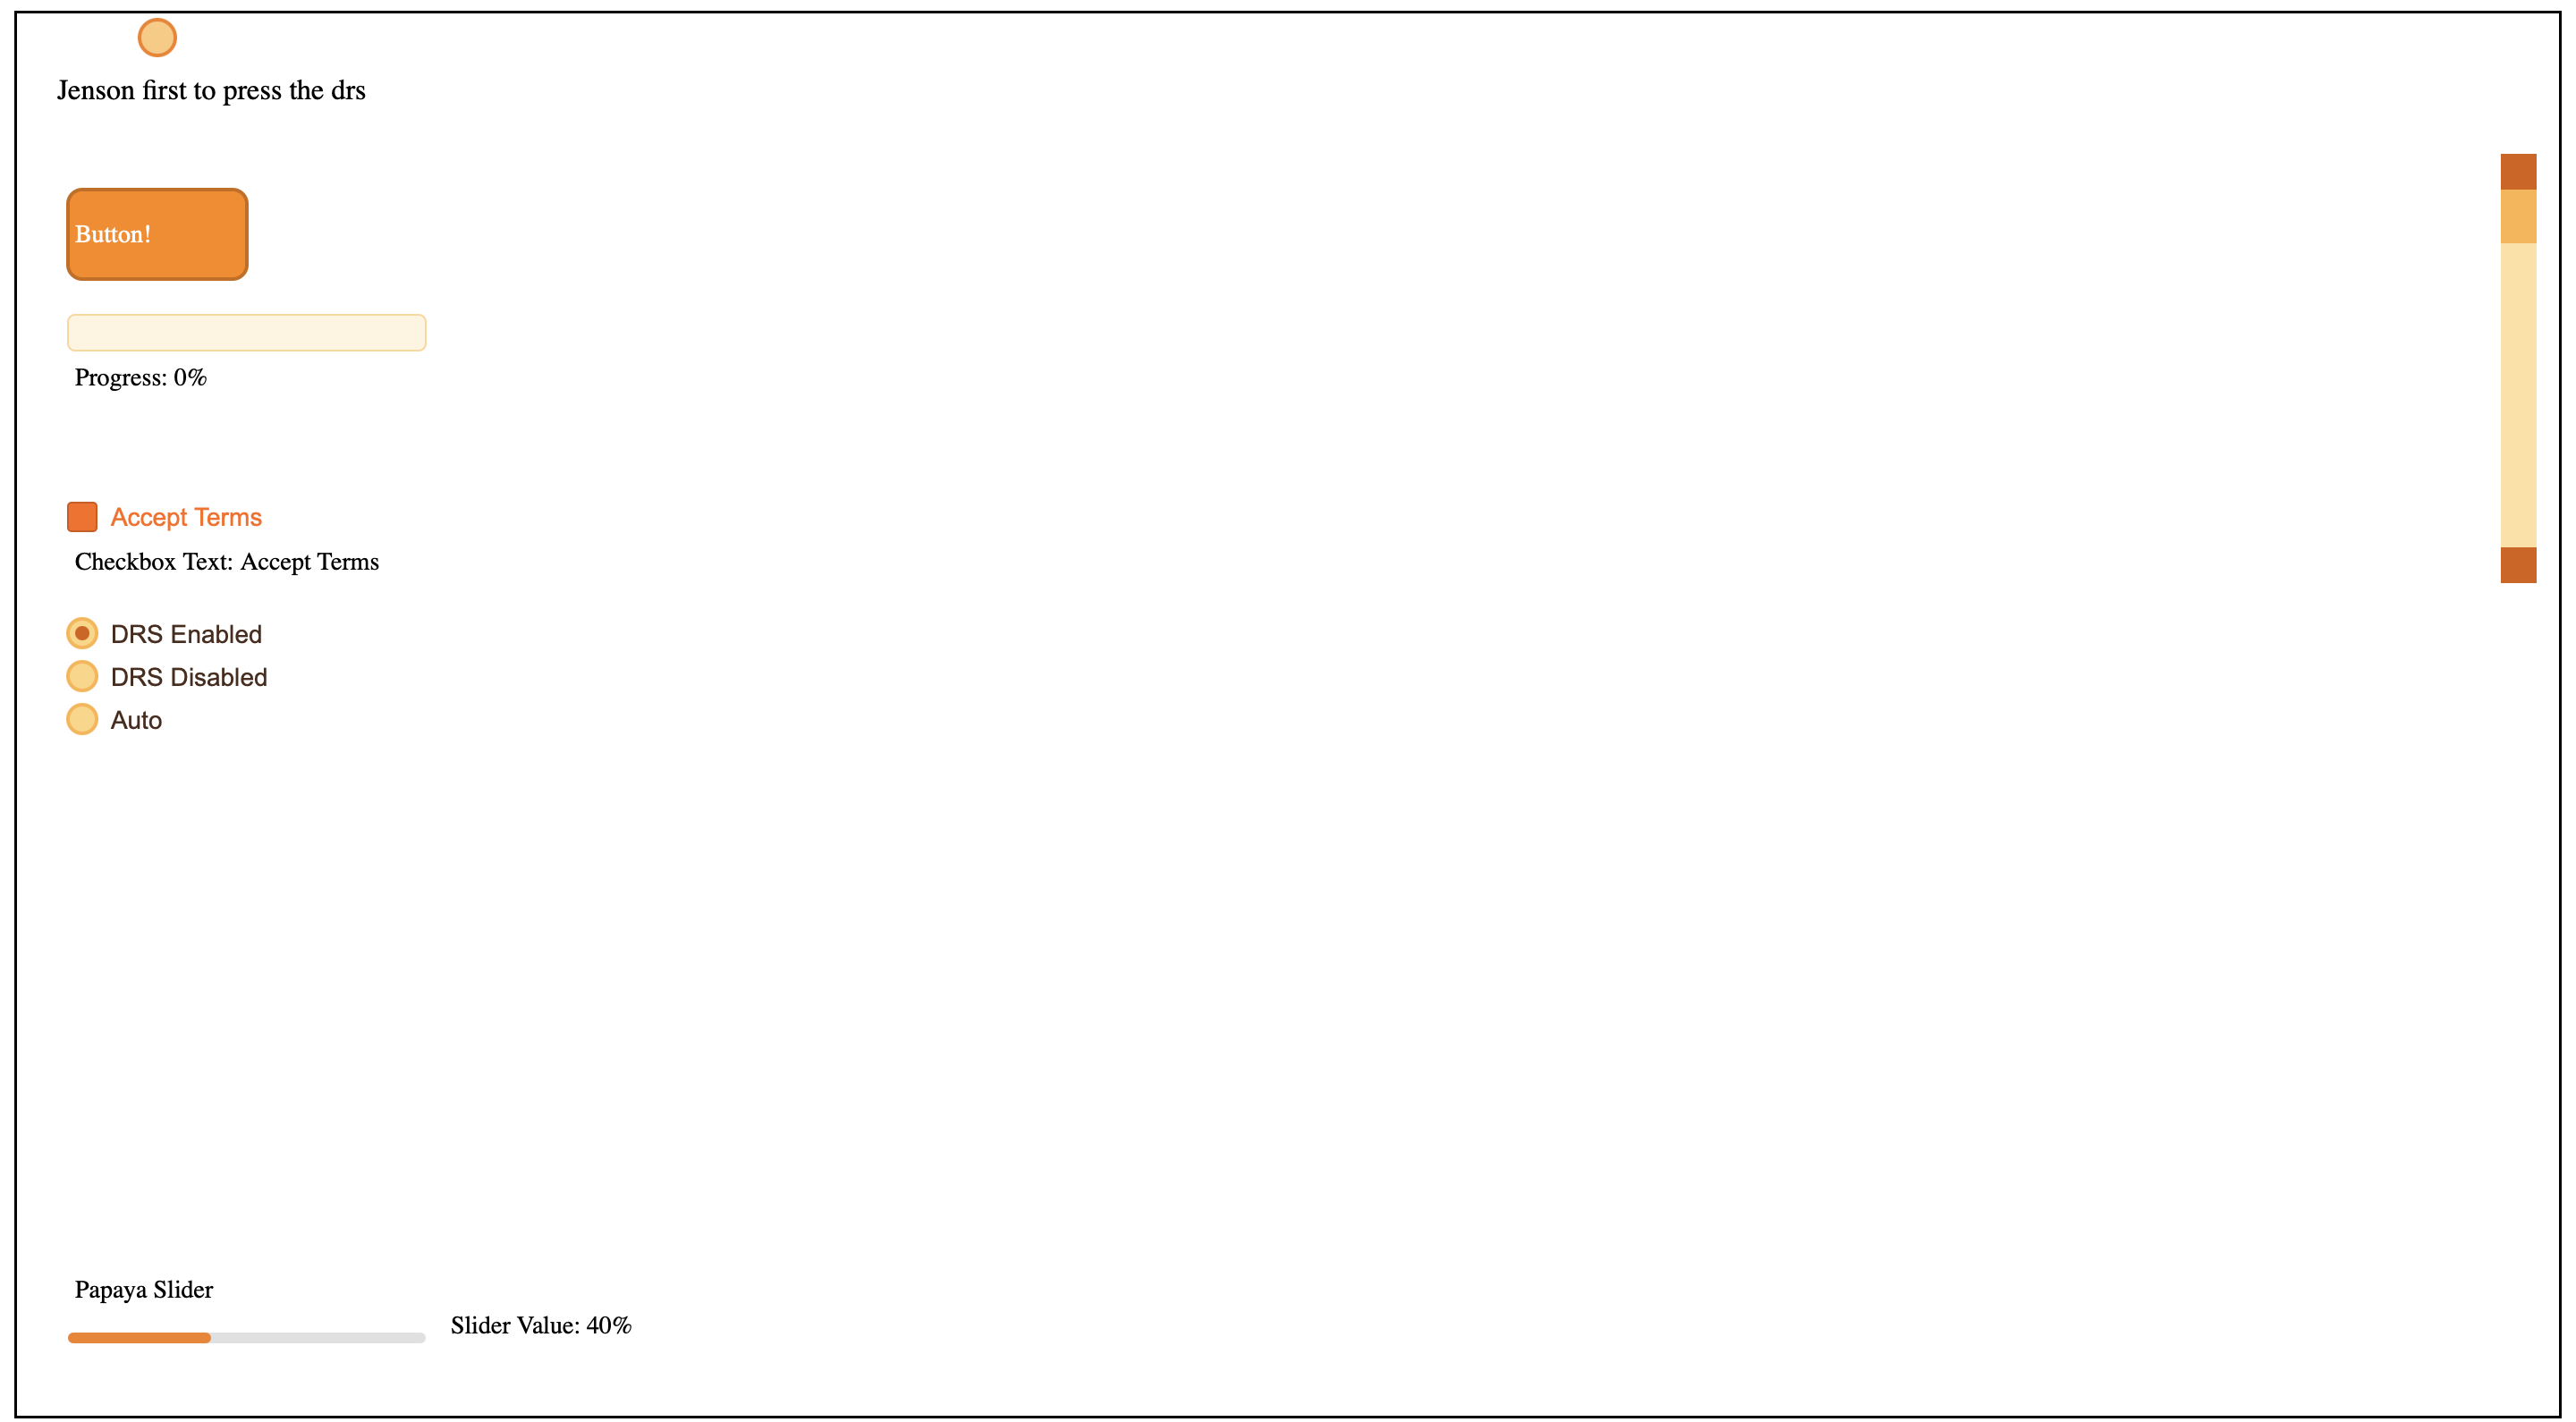 Jenson first to press the drs
Button!
Progress: 0%
Accept Terms
Checkbox Text: Accept Terms
DRS Enabled
DRS Disabled
Auto
Papaya Slider
Slider Value: 40%